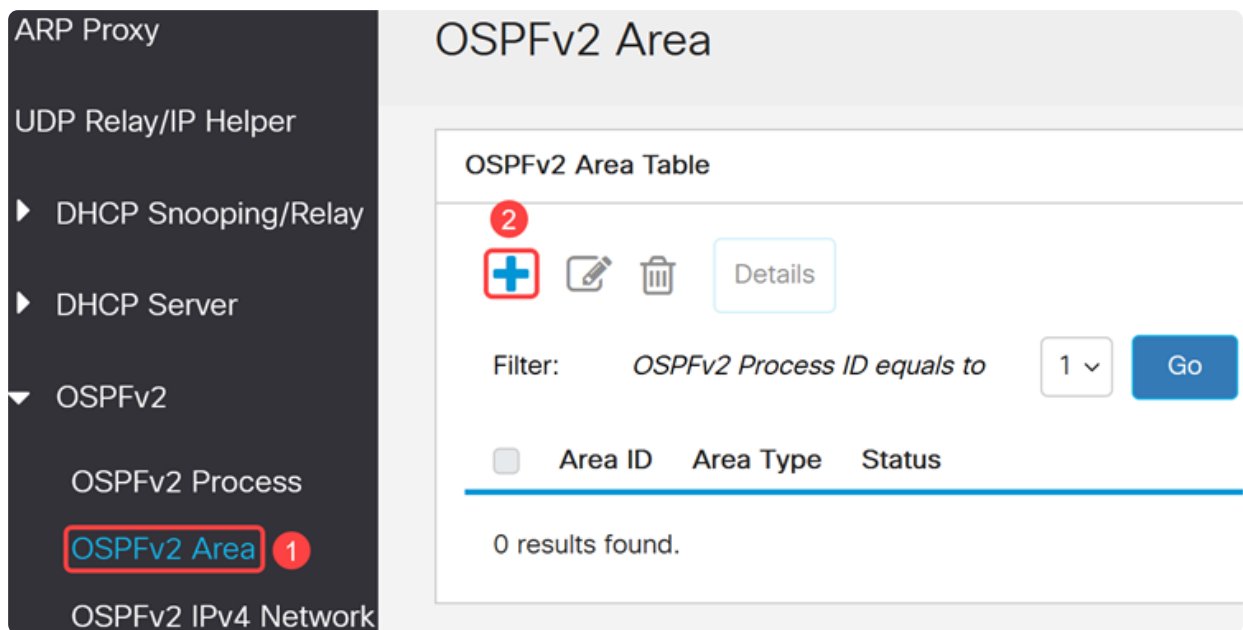 ARP Proxy
UDP Relay/IP Helper
DHCP Snooping/Relay
DHCP Server
OSPFv2
OSPFv2 Process
OSPFv2 Area 1
OSPFv2 IPv4 Network
OSPFv2 Area
OSPFv2 Area Table
2
Details
Filter: OSPFv2 Process ID equals to 1 Go
Area ID Area Type Status
0 results found.